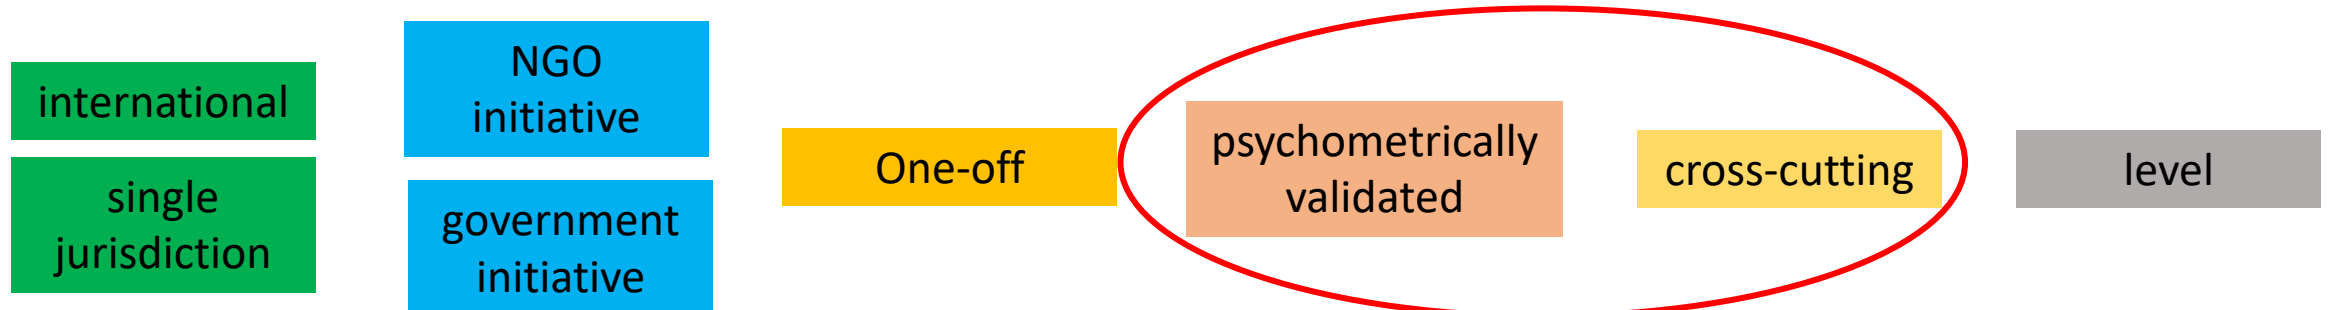 international
single
jurisdiction
NGO
initiative
government
initiative
One-off
psychometrically
validated
cross-cutting
level